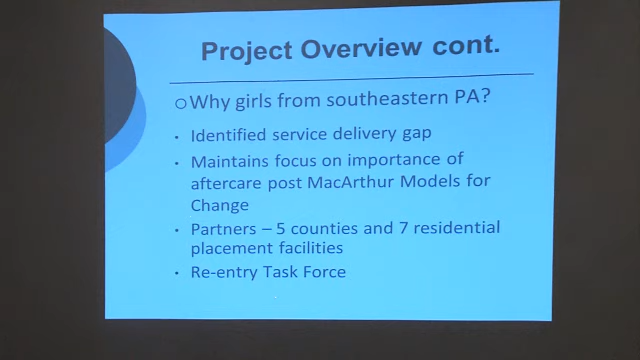 Project Overview cont.
Why girls from southeastern PA?
• Identified service delivery gap
• Maintains focus on importance of
aftercare post MacArthur Models for
Change
• Partners – 5 counties and 7 residential
placement facilities
• Re-entry Task Force